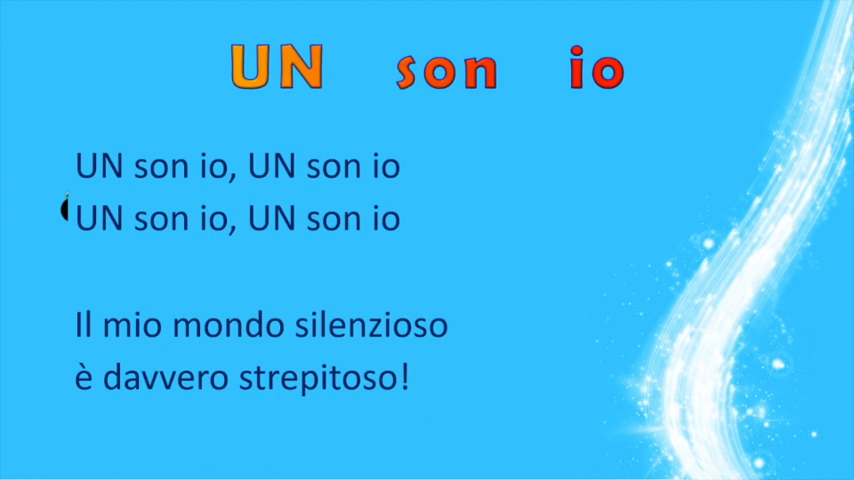 UN son io
UN son io, UN son io
UN son io, UN son io
Il mio mondo silenzioso
è davvero strepitoso!